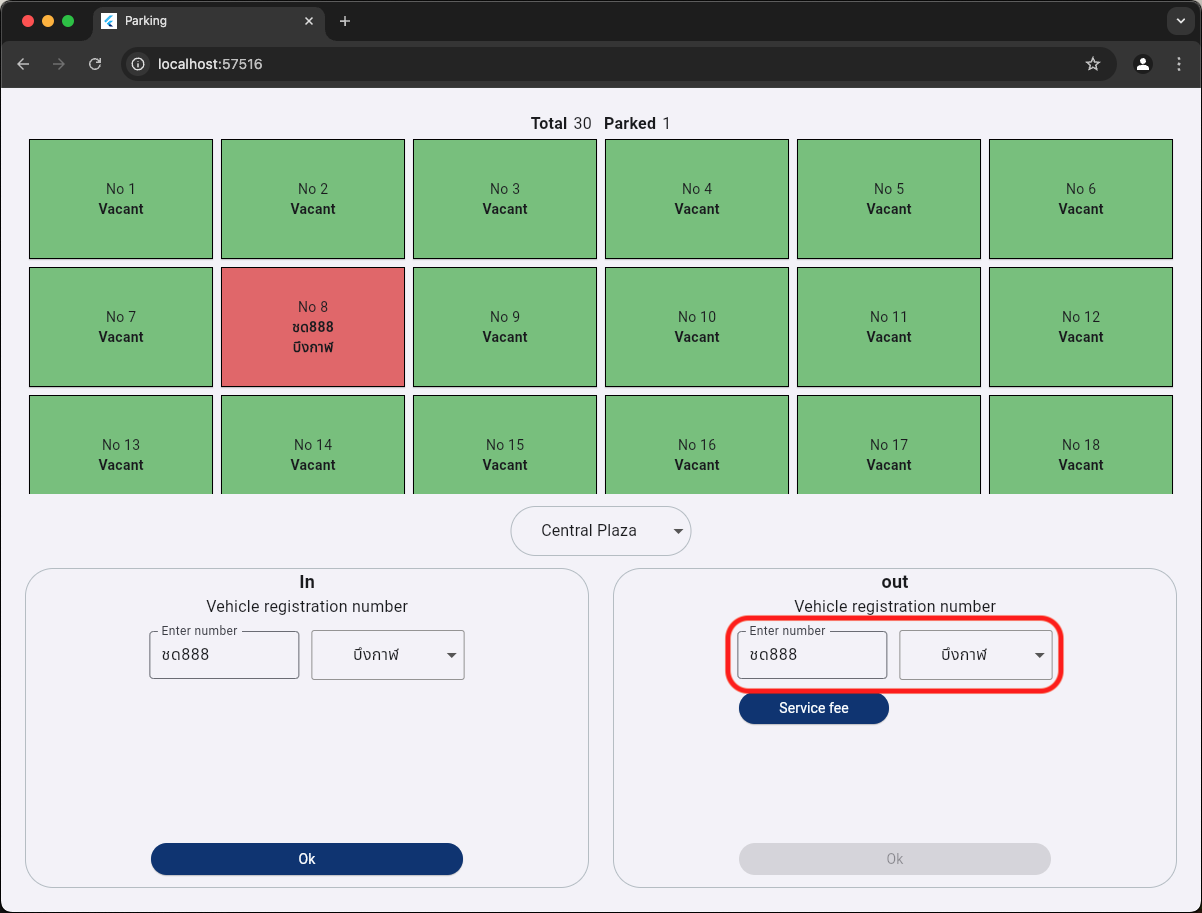 Parking
localhost:57516
Total 30 Parked 1
No 1
Vacant
No 2
Vacant
No 3
Vacant
No 4
Vacant
No 5
Vacant
No 6
Vacant
No 7
Vacant
No 8
ชด888
บึงกาฬ
No 9
Vacant
No 10
Vacant
No 11
Vacant
No 12
Vacant
No 13
Vacant
No 14
Vacant
No 15
Vacant
No 16
Vacant
No 17
Vacant
No 18
Vacant
Central Plaza
In
Vehicle registration number
Enter number
ชด888
บึงกาฬ
Ok
out
Vehicle registration number
Enter number
ชด888
บึงกาฬ
Service fee
Ok